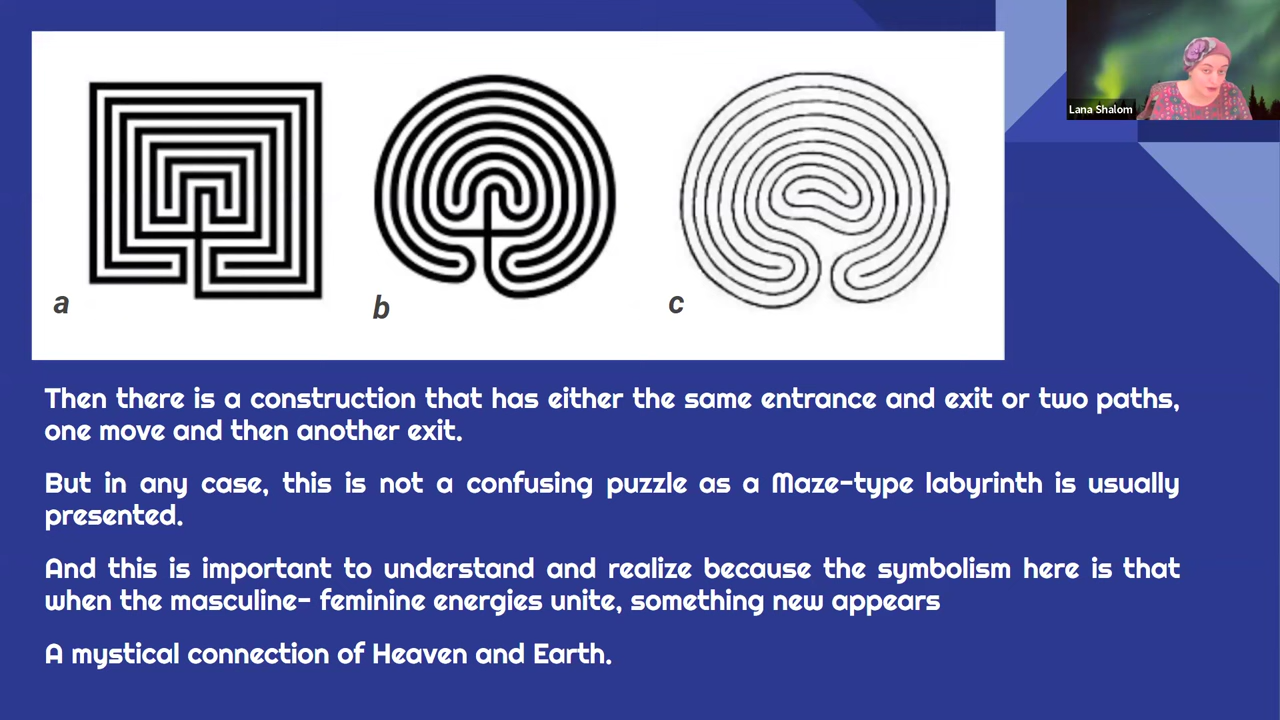 Lana Shalom
a
b
c
Then there is a construction that has either the same entrance and exit or two paths,
one move and then another exit.
But in any case, this is not a confusing puzzle as a Maze-type labyrinth is usually
presented.
And this is important to understand and realize because the symbolism here is that
when the masculine- feminine energies unite, something new appears
A mystical connection of Heaven and Earth.